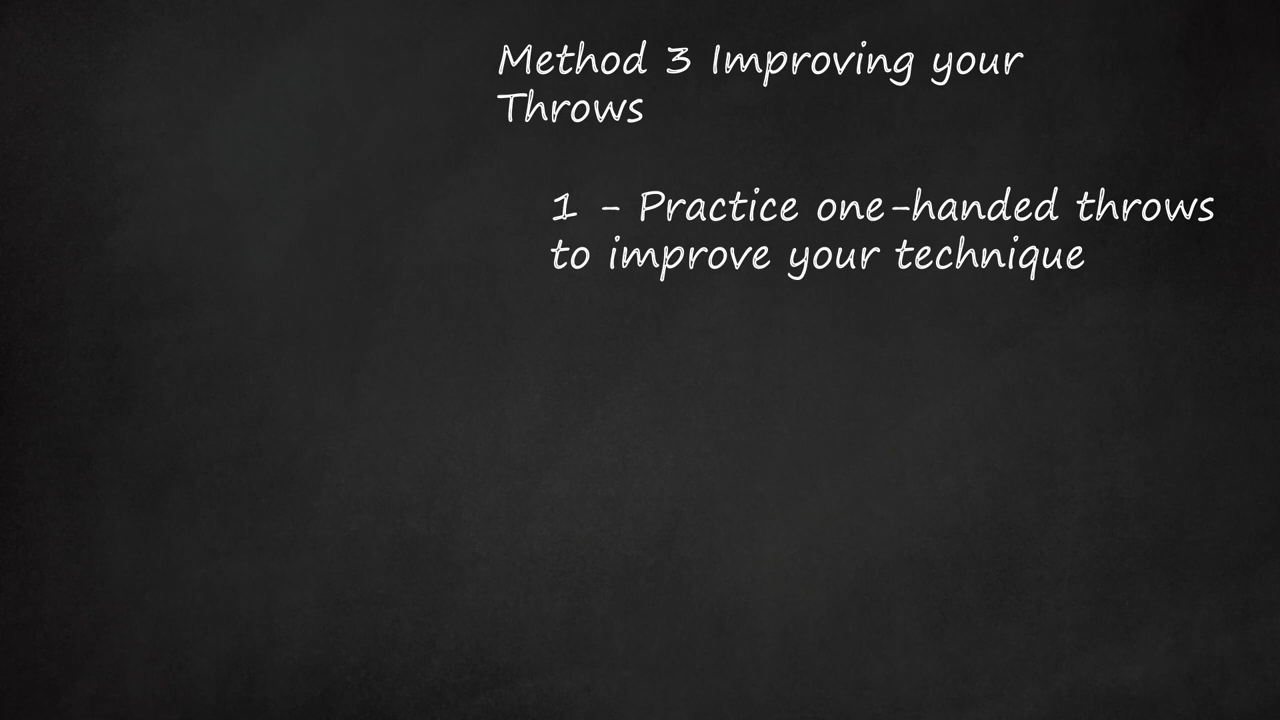 Method 3 Improving your
Throws
1 - Practice one-handed throws
to improve your technique